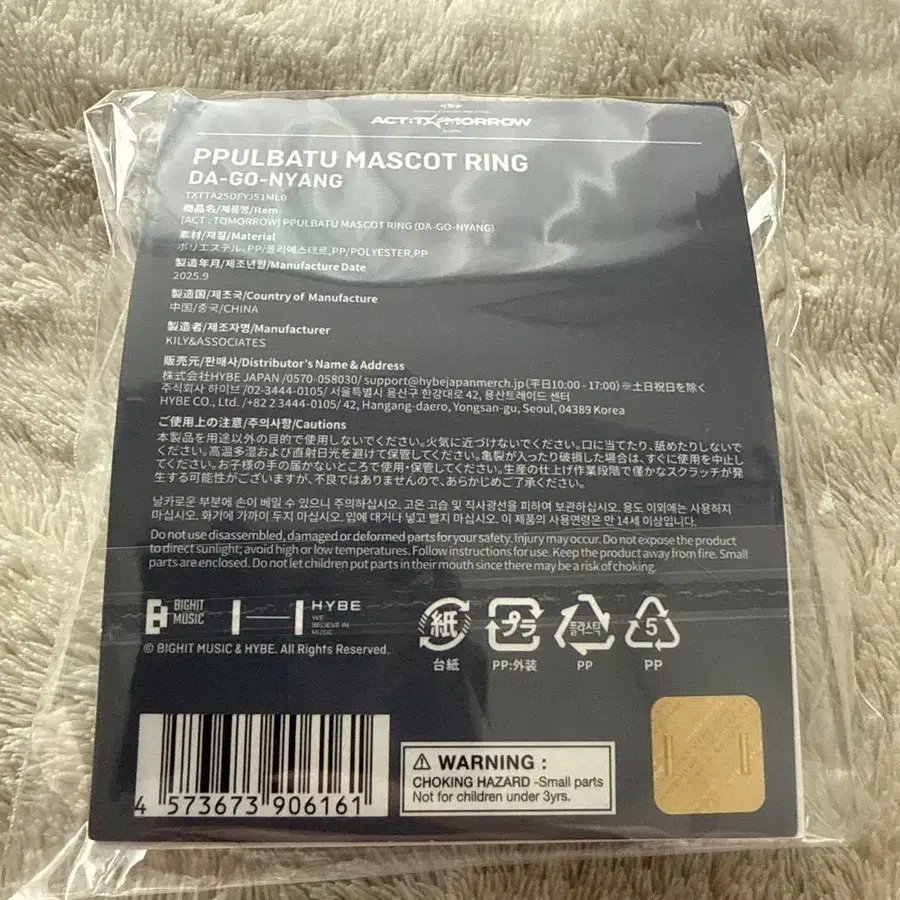 ACT:TOMORROW
PPULBATU MASCOT RING
DA-GO-NYANG
TXTTA25DFYJ51ML0
商品名/제품명/Item
[ACT : TOMORROW] PPULBATU MASCOT RING (DA-GO-NYANG)
素材/재질/Material
ポリエステル、PP/폴리에스테르,PP/POLYESTER,PP
製造年月/제조년월/Manufacture Date
2025.9
製造国/제조국/Country of Manufacture
中国/중국/CHINA
製造者/제조자명/Manufacturer
KILY&ASSOCIATES
販売元/판매사/Distributor's Name & Address
株式会社HYBE JAPAN /0570-058030/ support@hybejapanmerch.jp (平日10:00 - 17:00) ※土日祝日を除く
주식회사 하이브 /02-3444-0105/ 서울특별시 용산구 한강대로 42, 용산트레이드 센터
HYBE CO., Ltd. /+82 2 3444-0105/ 42, Hangang-daero, Yongsan-gu, Seoul, 04389 Korea
ご使用上の注意/주의사항/Cautions
本製品を用途以外の目的で使用しないでください。火気に近づけないでください。口に当てたり、舐めたりしないで
ください。高温多湿および直射日光を避けて保管してください。亀裂が入ったり破損した場合は、すぐに使用を中止し
てください。お子様の手の届かないところで使用・保管してください。生産の仕上げ作業段階で僅かなスクラッチが発
生する可能性がございますが、不良ではありませんので、あらかじめご了承ください。
날카로운 부분에 손이 베일 수 있으니 주의하십시오. 고온 고습 및 직사광선을 피하여 보관하십시오. 용도 이외에는 사용하지
마십시오. 화기에 가까이 두지 마십시오. 입에 대거나 넣고 빨지 마십시오. 이 제품의 사용연령은 만 14세 이상입니다.
Do not use disassembled, damaged or deformed parts for your safety. Injury may occur. Do not expose the product
to direct sunlight; avoid high or low temperatures. Follow instructions for use. Keep the product away from fire. Small
parts are enclosed. Do not let children put parts in their mouth since there may be a risk of choking.
BIGHIT
MUSIC
HYBE
WE
BELIEVE IN
MUSIC
© BIGHIT MUSIC & HYBE. All Rights Reserved.
紙
台紙
プラ
PP:外装
플라스틱
PP
5
PP
4 573673 906161
WARNING :
CHOKING HAZARD -Small parts
Not for children under 3yrs.